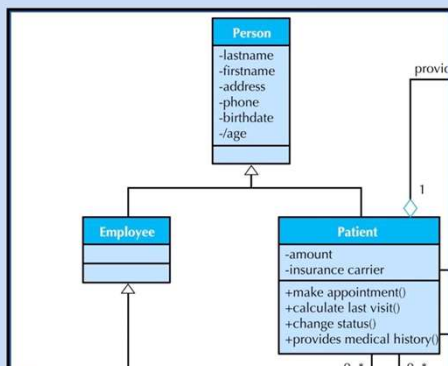 Person
-lastname
-firstname
-address
-phone
-birthdate
-/age
1
Employee
Patient
-amount
-insurance carrier
+make appointment()
+calculate last visit()
+change status()
+provides medical history()